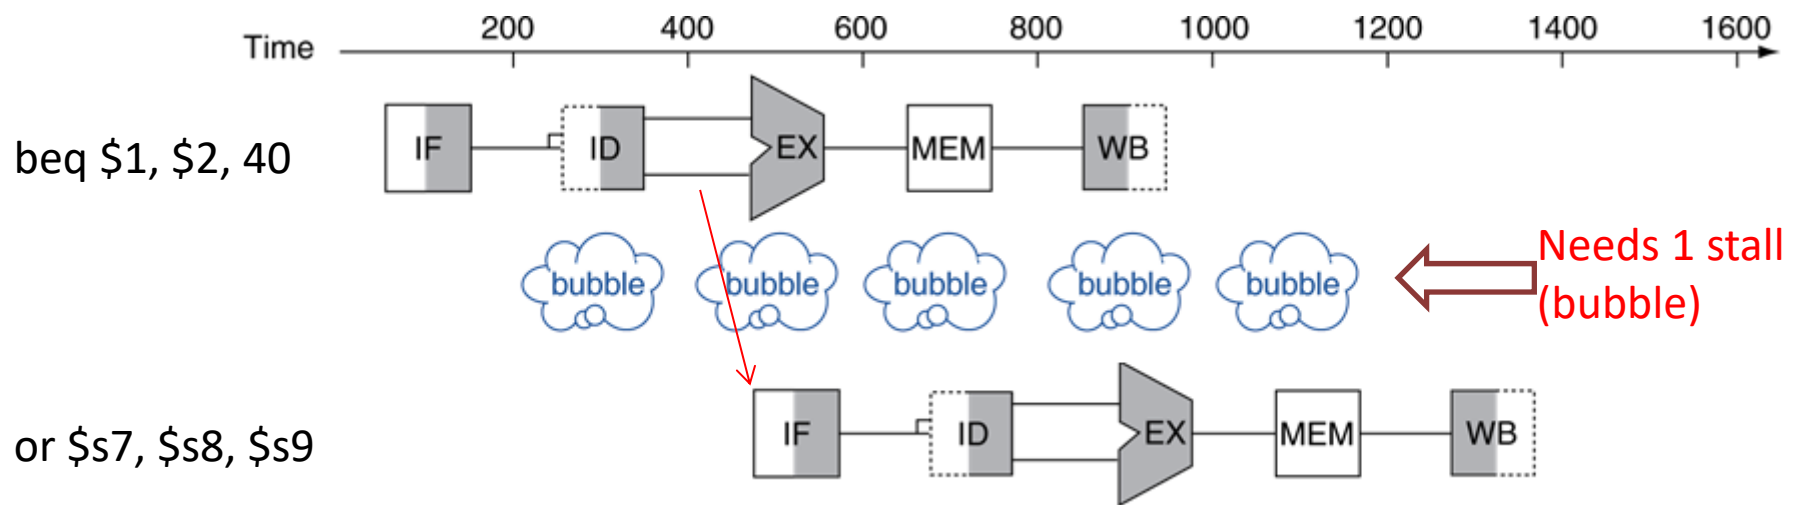 Time 200 400 600 800 1000 1200 1400 1600
beq $1, $2, 40 IF ID EX MEM WB
bubble bubble bubble bubble bubble
Needs 1 stall
(bubble)
or $s7, $s8, $s9 IF ID EX MEM WB